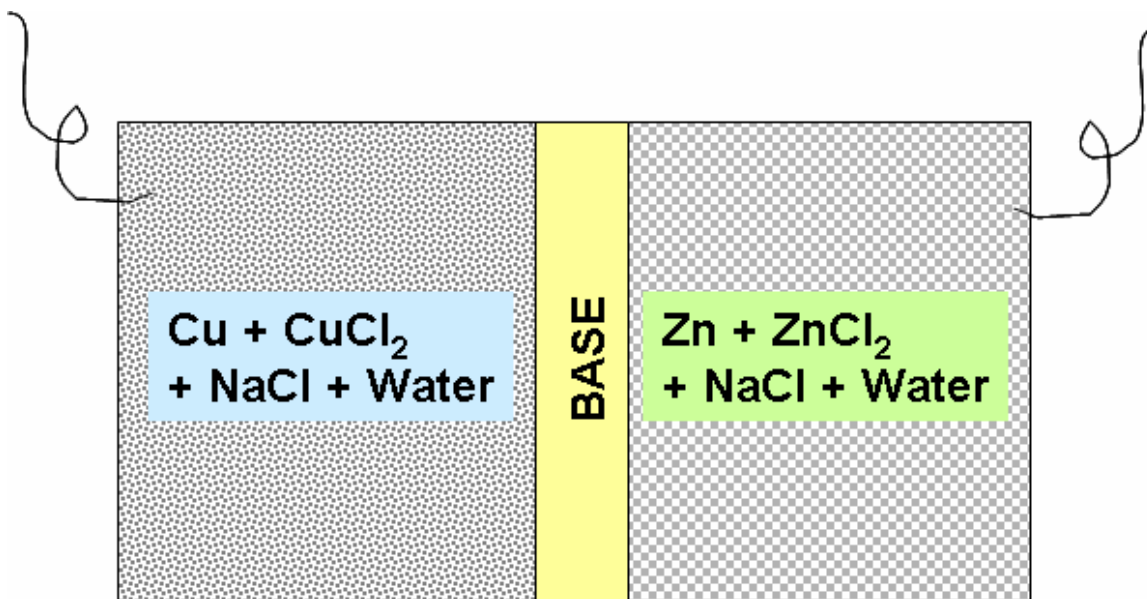 Cu + CuCl₂
+ NaCl + Water
BASE
Zn + ZnCl₂
+ NaCl + Water